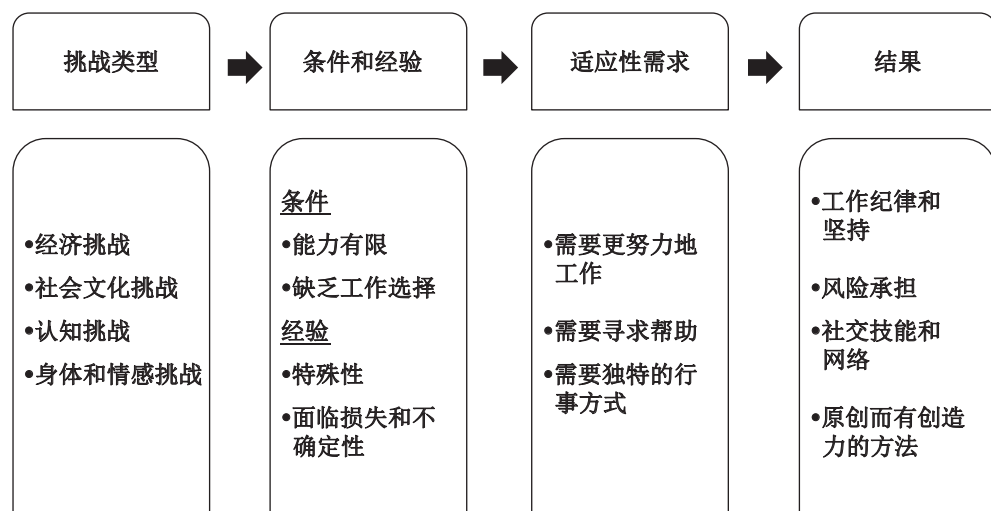 挑战类型
条件和经验
适应性需求
结果
•经济挑战
•社会文化挑战
•认知挑战
•身体和情感挑战
条件
•能力有限
•缺乏工作选择
经验
•特殊性
•面临损失和不
确定性
•需要更努力地
工作
•需要寻求帮助
•需要独特的行
事方式
•工作纪律和
坚持
•风险承担
•社交技能和
网络
•原创而有创造
力的方法